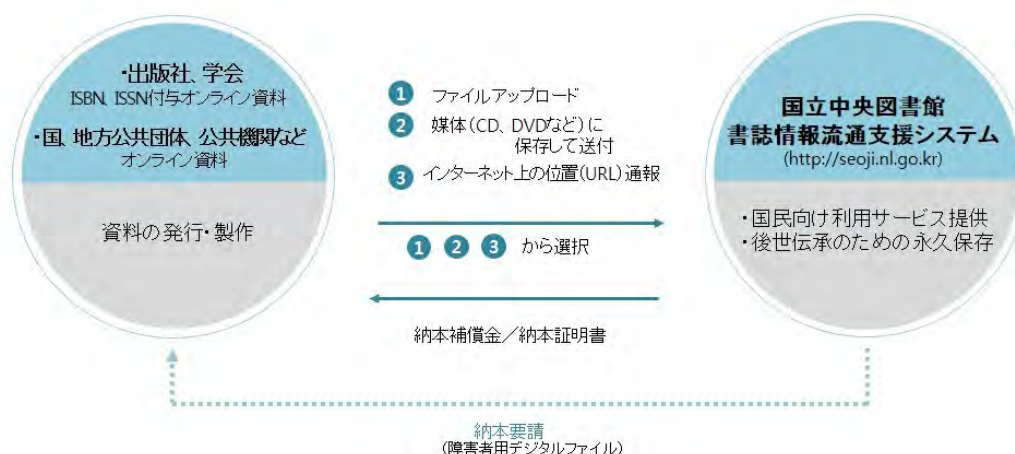 ・出版社、学会
ISBN、ISSN付与オンライン資料
・国、地方公共団体、公共機関など
オンライン資料
資料の発行・製作
1 ファイルアップロード
2 媒体(CD、DVDなど)に
保存して送付
3 インターネット上の位置(URL)通報
1 2 3 から選択
納本補償金／納本証明書
国立中央図書館
書誌情報流通支援システム
(http://seoji.nl.go.kr)
・国民向け利用サービス提供
・後世伝承のための永久保存
納本要請
(障害者用デジタルファイル)